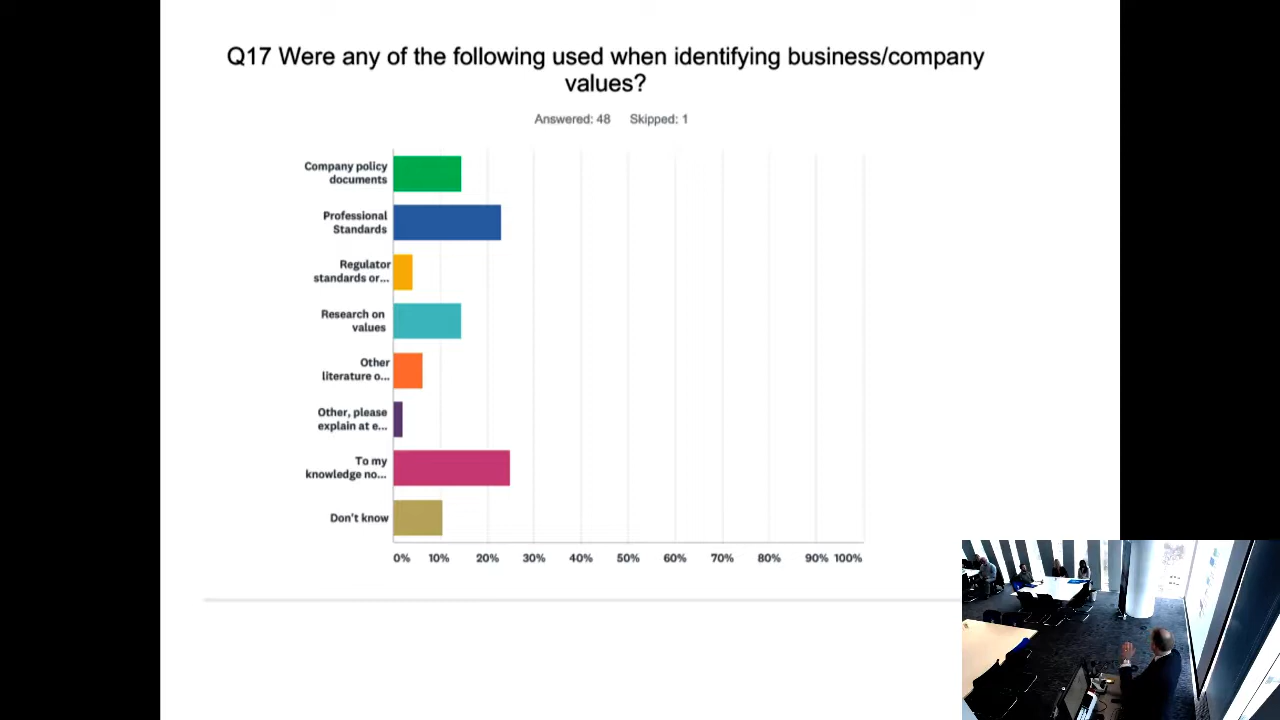 Q17 Were any of the following used when identifying business/company
values?
Answered: 48 Skipped: 1
Company policy
documents
Professional
Standards
Regulator
standards or...
Research on
values
Other
literature o...
Other, please
explain at e...
To my
knowledge no...
Don't know
0% 10% 20% 30% 40% 50% 60% 70% 80% 90% 100%